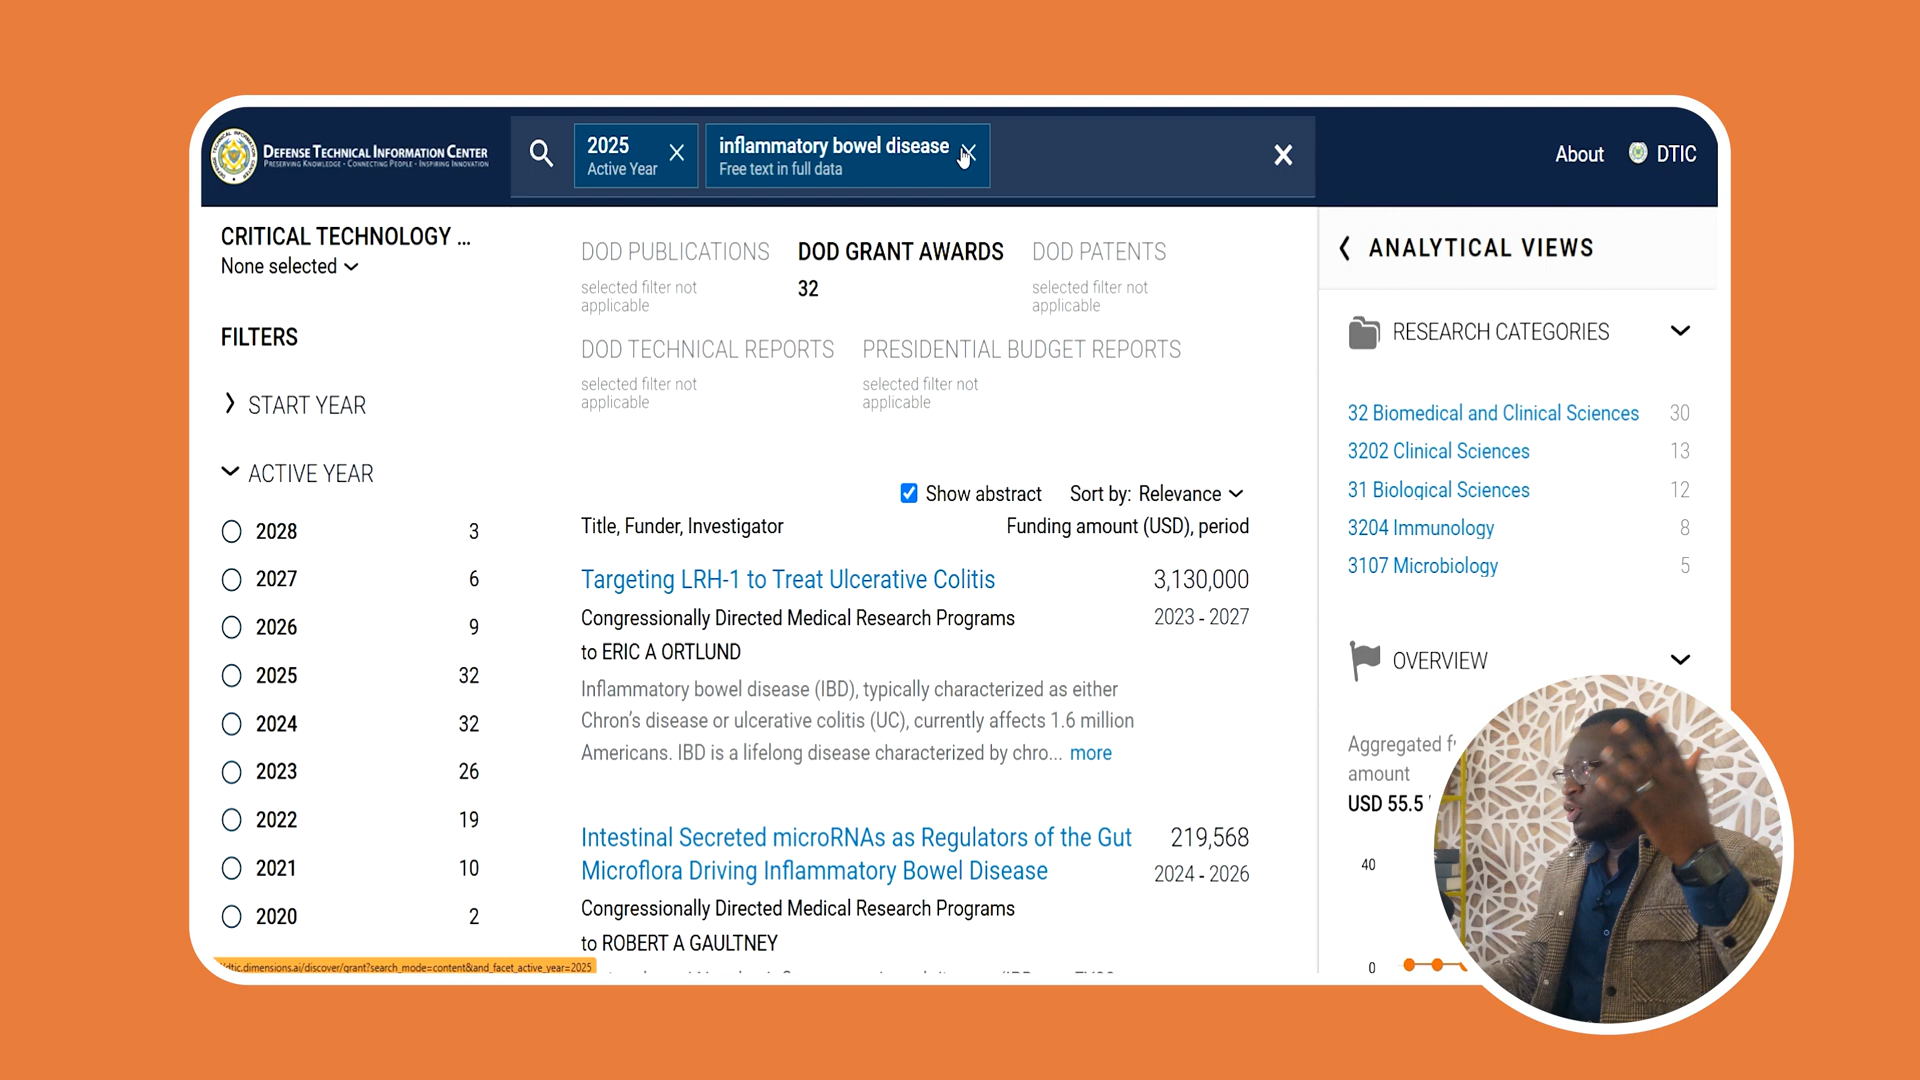 DEFENSE TECHNICAL INFORMATION CENTER
PRESERVING KNOWLEDGE • CONNECTING PEOPLE • INSPIRING INNOVATION
2025
Active Year
inflammatory bowel disease
Free text in full data
About
DTIC
CRITICAL TECHNOLOGY ...
None selected
FILTERS
START YEAR
ACTIVE YEAR
2028 3
2027 6
2026 9
2025 32
2024 32
2023 26
2022 19
2021 10
2020 2
dtic.dimensions.ai/discover/grant?search_mode=content&and_facet_active_year=2025
DOD PUBLICATIONS
selected filter not
applicable
DOD GRANT AWARDS
32
DOD PATENTS
selected filter not
applicable
DOD TECHNICAL REPORTS
selected filter not
applicable
PRESIDENTIAL BUDGET REPORTS
selected filter not
applicable
Show abstract Sort by: Relevance
Title, Funder, Investigator Funding amount (USD), period
Targeting LRH-1 to Treat Ulcerative Colitis 3,130,000
Congressionally Directed Medical Research Programs 2023 - 2027
to ERIC A ORTLUND
Inflammatory bowel disease (IBD), typically characterized as either
Chron's disease or ulcerative colitis (UC), currently affects 1.6 million
Americans. IBD is a lifelong disease characterized by chro... more
Intestinal Secreted microRNAs as Regulators of the Gut 219,568
Microflora Driving Inflammatory Bowel Disease 2024 - 2026
Congressionally Directed Medical Research Programs
to ROBERT A GAULTNEY
ANALYTICAL VIEWS
RESEARCH CATEGORIES
32 Biomedical and Clinical Sciences 30
3202 Clinical Sciences 13
31 Biological Sciences 12
3204 Immunology 8
3107 Microbiology 5
OVERVIEW
Aggregated
amount
USD 55.5
40
0